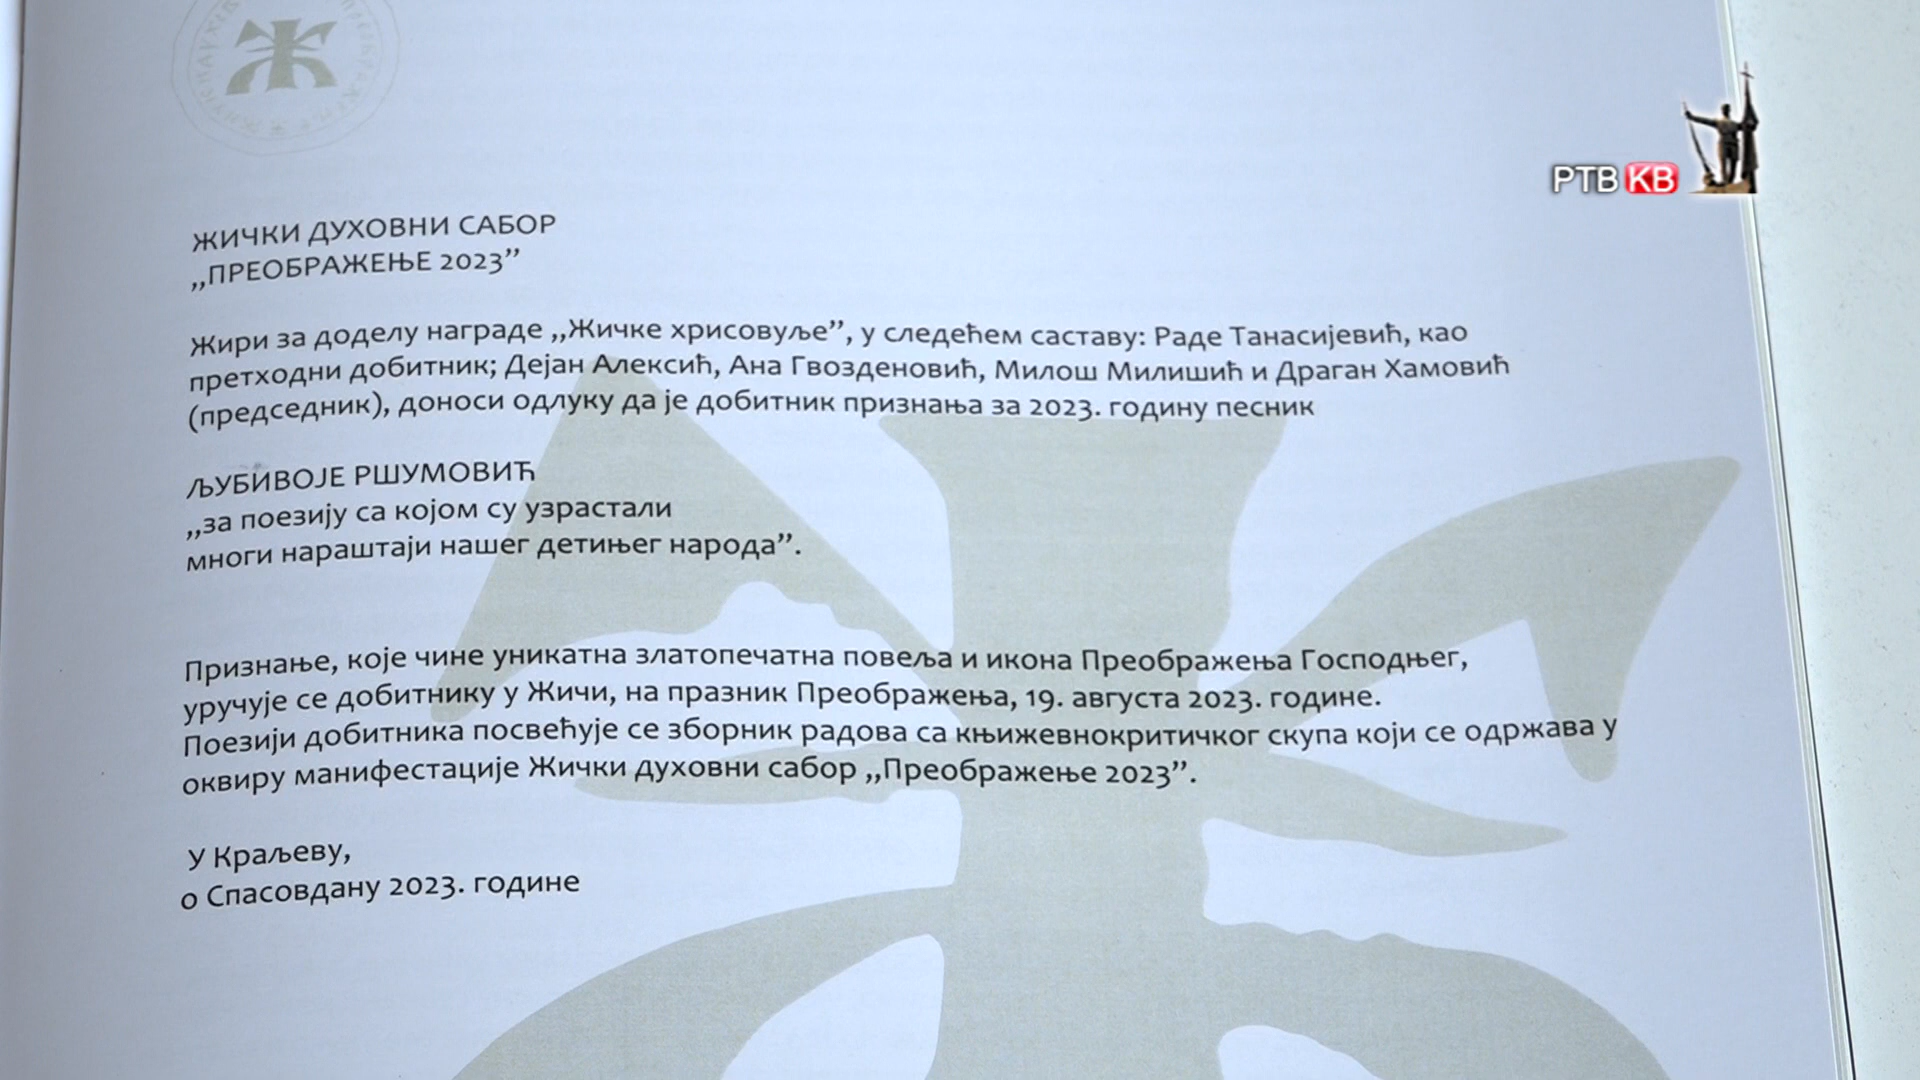 РТВ КВ
ЖИЧКИ ДУХОВНИ САБОР
,,ПРЕОБРАЖЕЊЕ 2023”
Жири за доделу награде ,,Жичке хрисовуље”, у следећем саставу: Раде Танасијевић, као
претходни добитник; Дејан Алексић, Ана Гвозденовић, Милош Милишић и Драган Хамовић
(председник), доноси одлуку да је добитник признања за 2023. годину песник
ЉУБИВОЈЕ РШУМОВИЋ
,,за поезију са којом су узрастали
многи нараштаји нашег детињег народа”.
Признање, које чине уникатна златопечатна повеља и икона Преображења Господњег,
уручује се добитнику у Жичи, на празник Преображења, 19. августа 2023. године.
Поезији добитника посвећује се зборник радова са књижевнокритичког скупа који се одржава у
оквиру манифестације Жички духовни сабор ,,Преображење 2023”.
У Краљеву,
о Спасовдану 2023. године